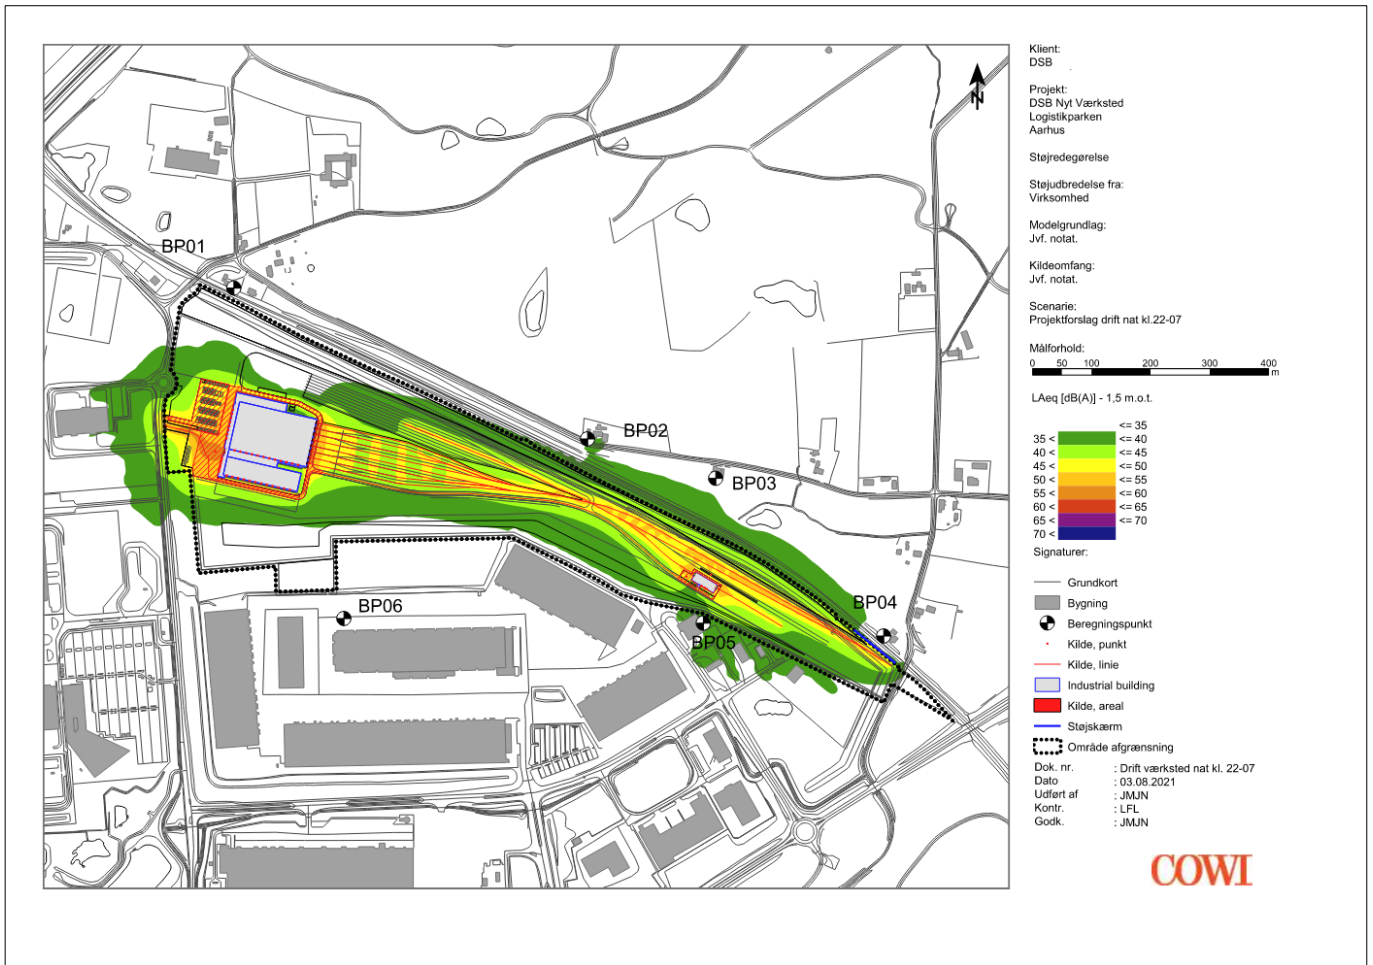 Klient:
DSB
Projekt:
DSB Nyt Værksted
Logistikparken
Aarhus
Støjredegørelse
Støjudbredelse fra:
Virksomhed
Modelgrundlag:
Jvf. notat.
Kildeomfang:
Jvf. notat.
Scenarie:
Projektforslag drift nat kl.22-07
Målforhold:
0 50 100 200 300 400
m
LAeq [dB(A)] - 1,5 m.o.t.
<= 35
35 < <= 40
40 < <= 45
45 < <= 50
50 < <= 55
55 < <= 60
60 < <= 65
65 < <= 70
70 <
Signaturer:
Grundkort
Bygning
Beregningspunkt
Kilde, punkt
Kilde, linie
Industrial building
Kilde, areal
Støjskærm
Område afgrænsning
Dok. nr. : Drift værksted nat kl. 22-07
Dato : 03.08.2021
Udført af : JMJN
Kontr. : LFL
Godk. : JMJN
COWI
N
BP01
BP02
BP03
BP04
BP05
BP06